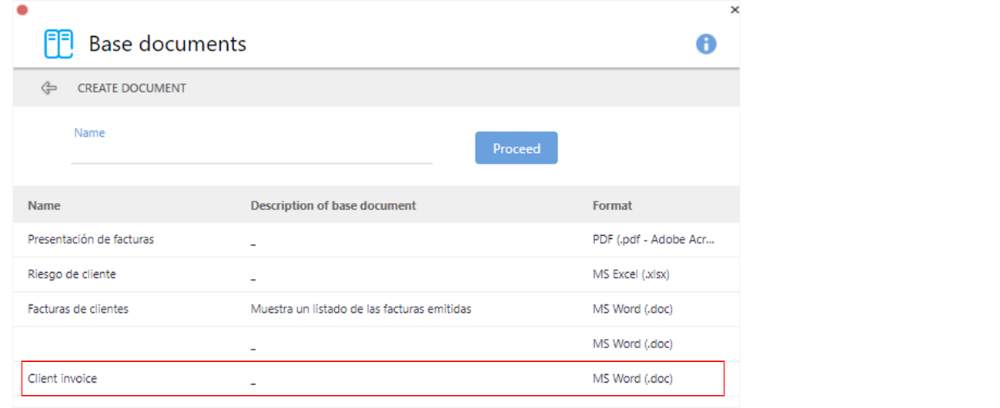 Base documents
CREATE DOCUMENT
Name
Proceed
Name Description of base document Format
Presentación de facturas _ PDF (.pdf - Adobe Acr...
Riesgo de cliente _ MS Excel (.xlsx)
Facturas de clientes Muestra un listado de las facturas emitidas MS Word (.doc)
_ MS Word (.doc)
Client invoice _ MS Word (.doc)